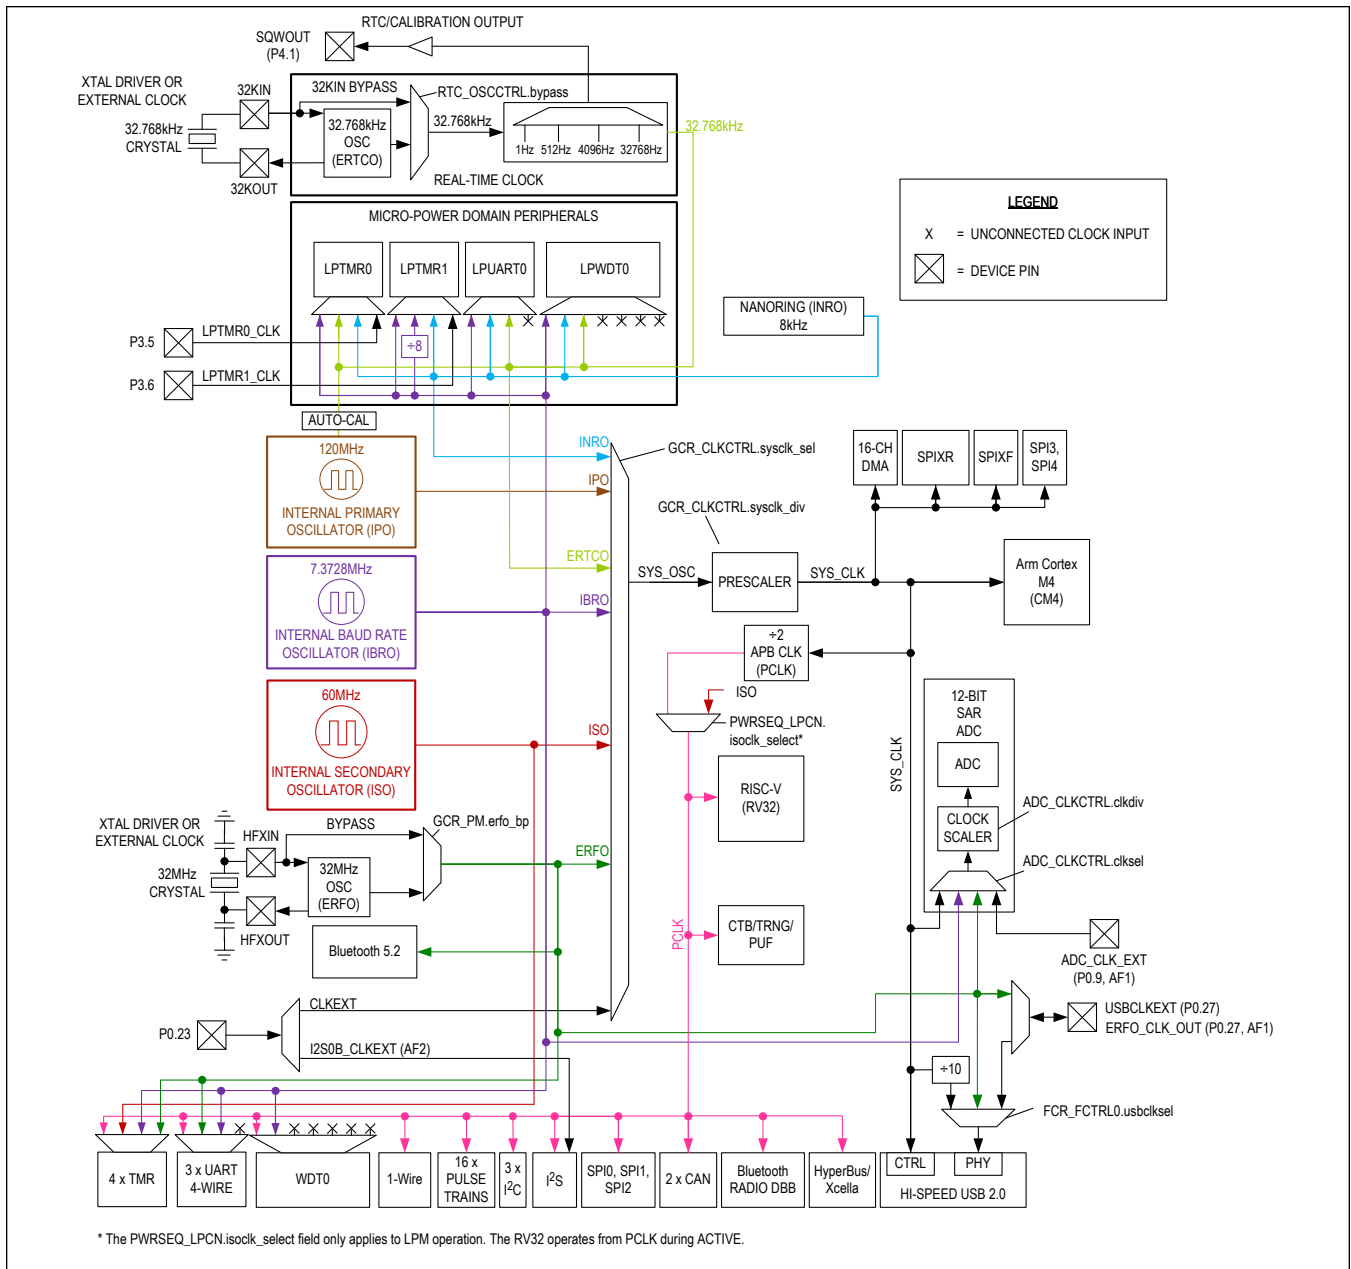 RTC/CALIBRATION OUTPUT
SQWOUT
(P4.1)
XTAL DRIVER OR
EXTERNAL CLOCK
32KIN
32KIN BYPASS
RTC_OSCCTRL.bypass
32.768kHz
CRYSTAL
32.768kHz
OSC
(ERTCO)
32.768kHz
1Hz 512Hz 4096Hz 32768Hz
32.768kHz
32KOUT
REAL-TIME CLOCK
LEGEND
X = UNCONNECTED CLOCK INPUT
= DEVICE PIN
MICRO-POWER DOMAIN PERIPHERALS
LPTMR0
LPTMR1
LPUART0
LPWDT0
X X X X X
NANORING (INRO)
8kHz
P3.5
LPTMR0_CLK
÷8
P3.6
LPTMR1_CLK
AUTO-CAL
120MHz
INTERNAL PRIMARY
OSCILLATOR (IPO)
INRO
IPO
GCR_CLKCTRL.sysclk_sel
16-CH
DMA
SPIXR
SPIXF
SPI3,
SPI4
GCR_CLKCTRL.sysclk_div
7.3728MHz
INTERNAL BAUD RATE
OSCILLATOR (IBRO)
ERTCO
IBRO
SYS_OSC
PRESCALER
SYS_CLK
Arm Cortex
M4
(CM4)
÷2
APB CLK
(PCLK)
60MHz
INTERNAL SECONDARY
OSCILLATOR (ISO)
ISO
ISO
PWRSEQ_LPCN.
isoclk_select*
SYS_CLK
12-BIT
SAR
ADC
ADC
CLOCK
SCALER
ADC_CLKCTRL.clkdiv
ADC_CLKCTRL.clksel
RISC-V
(RV32)
XTAL DRIVER OR
EXTERNAL CLOCK
HFXIN
BYPASS
GCR_PM.erfo_bp
32MHz
CRYSTAL
32MHz
OSC
(ERFO)
ERFO
HFXOUT
Bluetooth 5.2
PCLK
CTB/TRNG/
PUF
ADC_CLK_EXT
(P0.9, AF1)
P0.23
CLKEXT
I2S0B_CLKEXT (AF2)
USBCLKEXT (P0.27)
ERFO_CLK_OUT (P0.27, AF1)
÷10
FCR_FCTRL0.usbclksel
X X X X X X
4 x TMR
3 x UART
4-WIRE
WDT0
1-Wire
16 x
PULSE
TRAINS
3 x
I2C
I2S
SPI0, SPI1,
SPI2
2 x CAN
Bluetooth
RADIO DBB
HyperBus/
Xcella
CTRL
PHY
HI-SPEED USB 2.0
* The PWRSEQ_LPCN.isoclk_select field only applies to LPM operation. The RV32 operates from PCLK during ACTIVE.